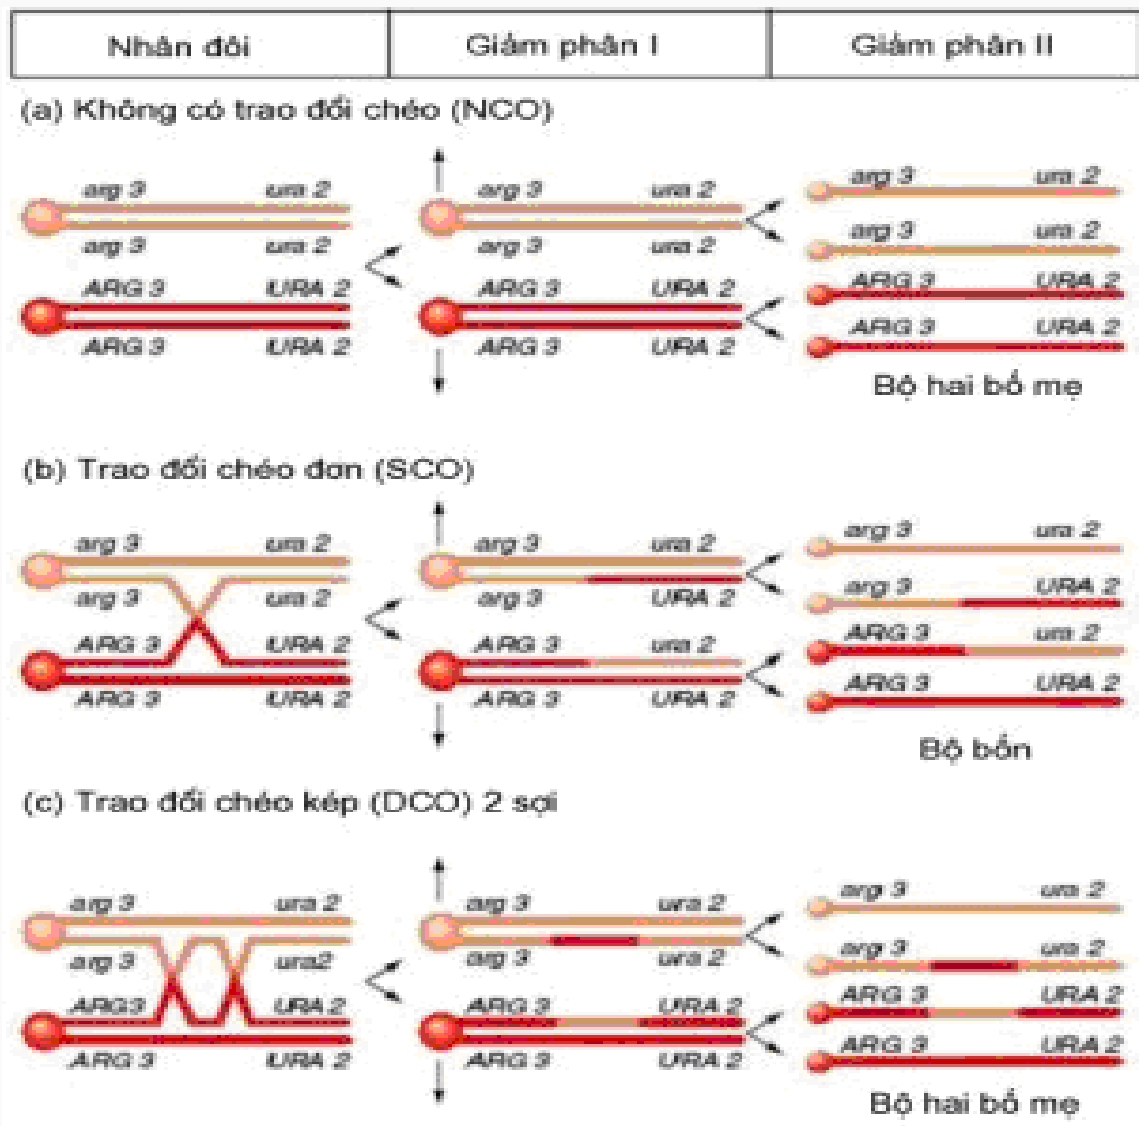 Nhân đôi Giảm phân I Giảm phân II
(a) Không có trao đổi chéo (NCO)
arg 3 ura 2 arg 3 ura 2 arg 3 ura 2
arg 3 ura 2 arg 3 ura 2 arg 3 ura 2
ARG 3 URA 2 ARG 3 URA 2 ARG 3 URA 2
ARG 3 URA 2 ARG 3 URA 2 ARG 3 URA 2
Bộ hai bố mẹ
(b) Trao đổi chéo đơn (SCO)
arg 3 ura 2 arg 3 ura 2 arg 3 ura 2
arg 3 ura 2 arg 3 URA 2 arg 3 URA 2
ARG 3 URA 2 ARG 3 ura 2 ARG 3 ura 2
ARG 3 URA 2 ARG 3 URA 2 ARG 3 URA 2
Bộ bốn
(c) Trao đổi chéo kép (DCO) 2 sợi
arg 3 ura 2 arg 3 ura 2 arg 3 ura 2
arg 3 ura2 arg 3 ura 2 arg 3 ura 2
ARG3 URA 2 ARG 3 URA 2 ARG 3 URA 2
ARG 3 URA 2 ARG 3 URA 2 ARG 3 URA 2
Bộ hai bố mẹ